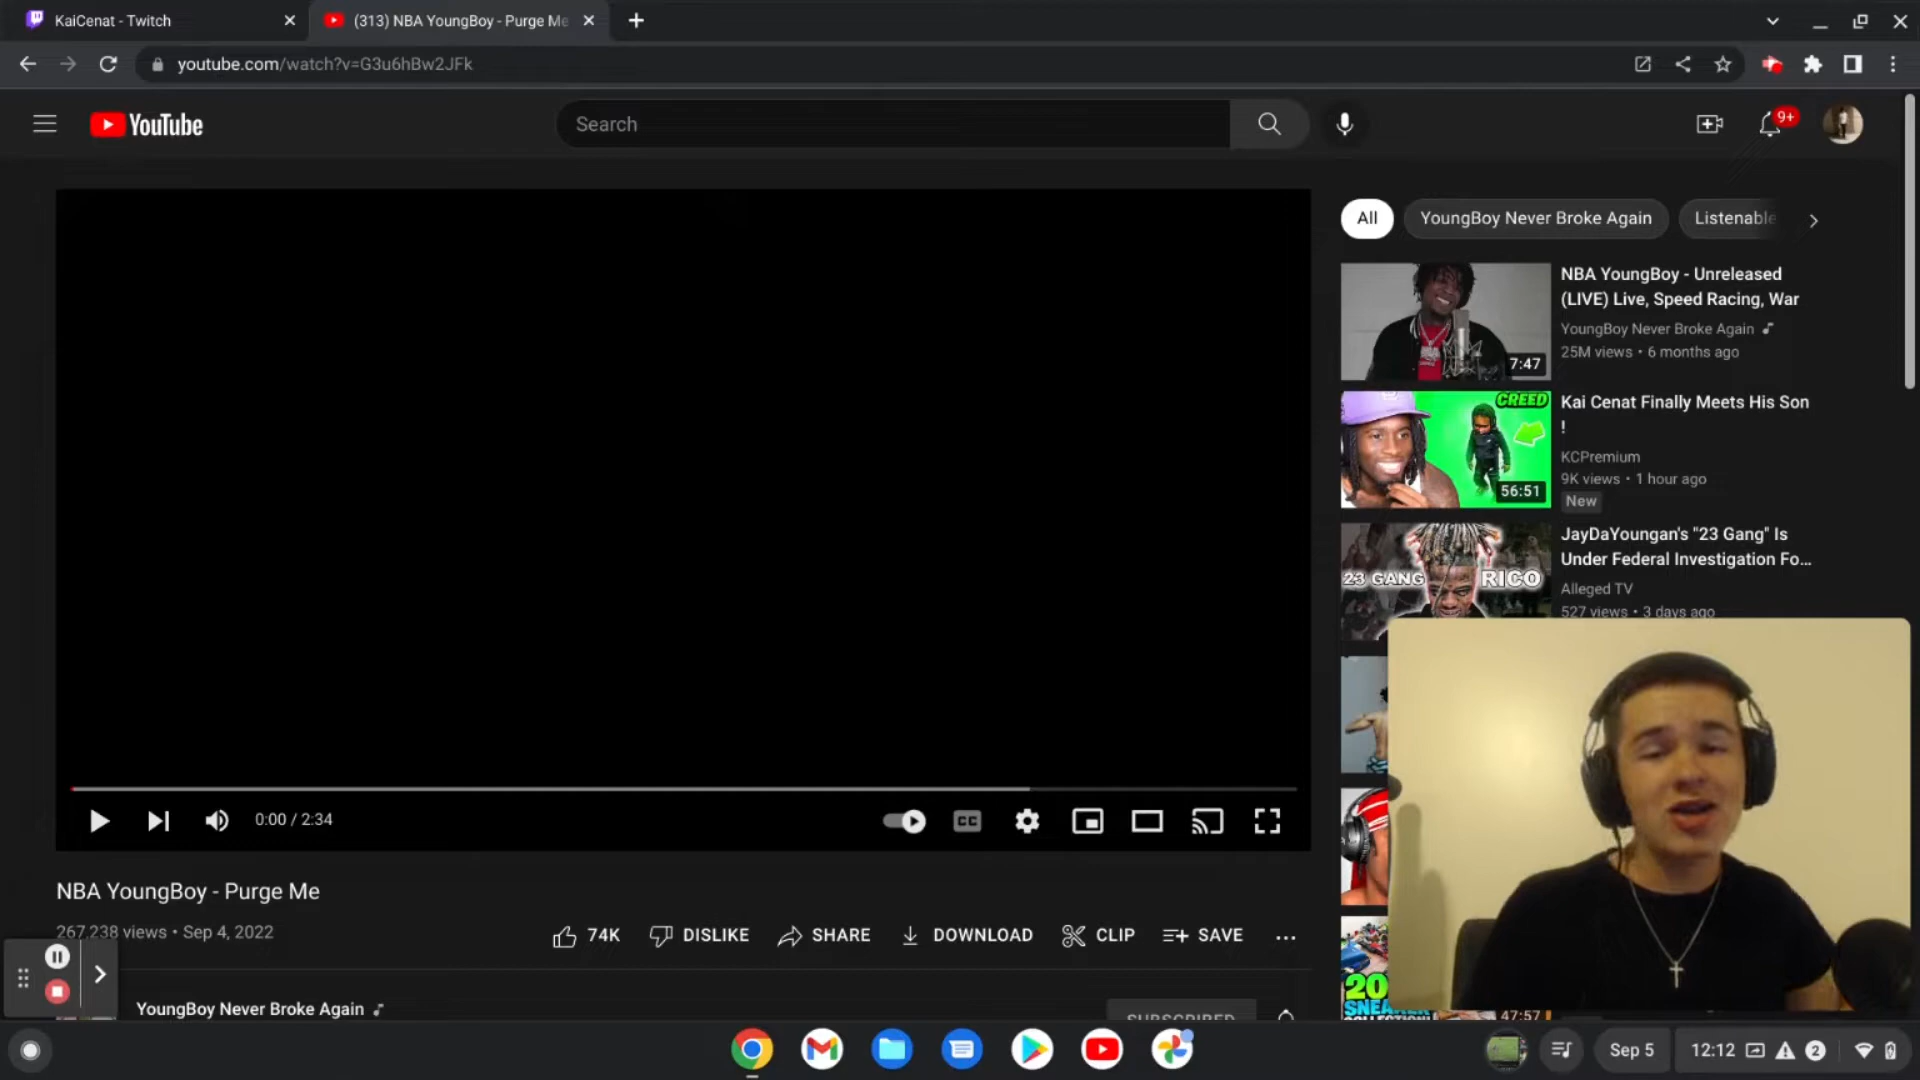 KaiCenat - Twitch
(313) NBA YoungBoy - Purge Me
youtube.com/watch?v=G3u6hBw2JFk
YouTube
Search
9+
All
YoungBoy Never Broke Again
Listenable
NBA YoungBoy - Unreleased
(LIVE) Live, Speed Racing, War
YoungBoy Never Broke Again
25M views • 6 months ago
7:47
CREED
56:51
Kai Cenat Finally Meets His Son
!
KCPremium
9K views • 1 hour ago
New
23 GANG RICO
JayDaYoungan's "23 Gang" Is
Under Federal Investigation Fo...
Alleged TV
527 views • 3 days ago
0:00 / 2:34
CC
NBA YoungBoy - Purge Me
267,238 views • Sep 4, 2022
74K
DISLIKE
SHARE
DOWNLOAD
CLIP
SAVE
YoungBoy Never Broke Again
SUBSCRIBED
20
47:57
Sep 5
12:12
2